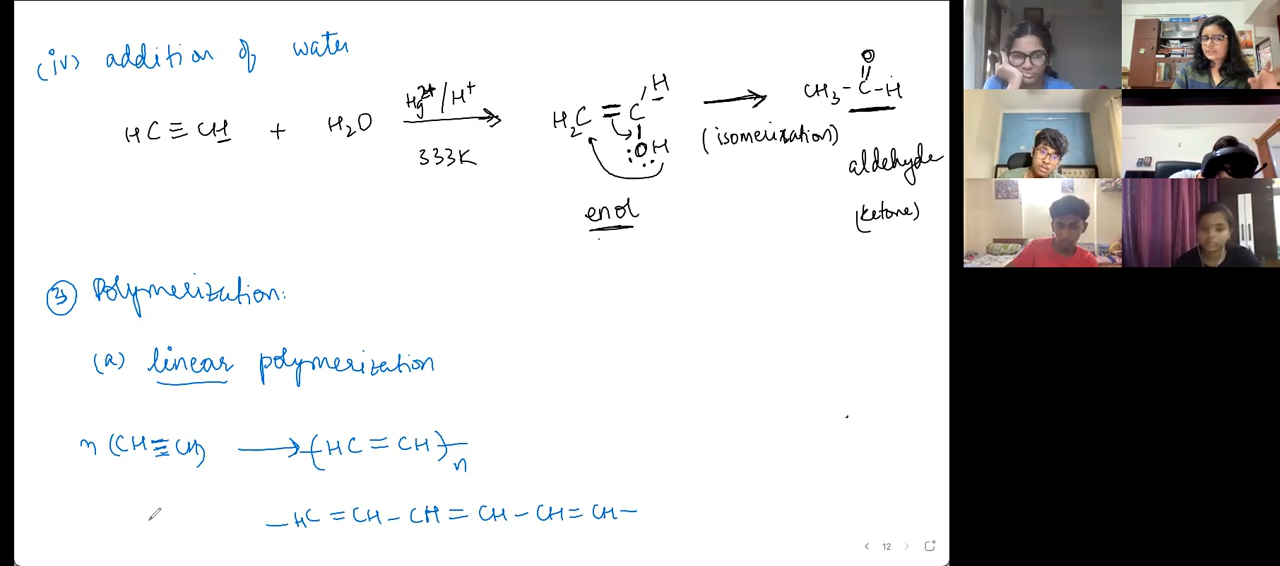 (iv) addition of water
HC ≡ CH + H₂O Hg²⁺/H⁺ 333K H₂C = C H OH (isomerization) CH₃-C-H O
enol
aldehyde
(ketone)
③ Polymerization:
(a) linear polymerization
n (CH≡CH) → (HC = CH)n
-HC = CH - CH = CH - CH = CH -
12